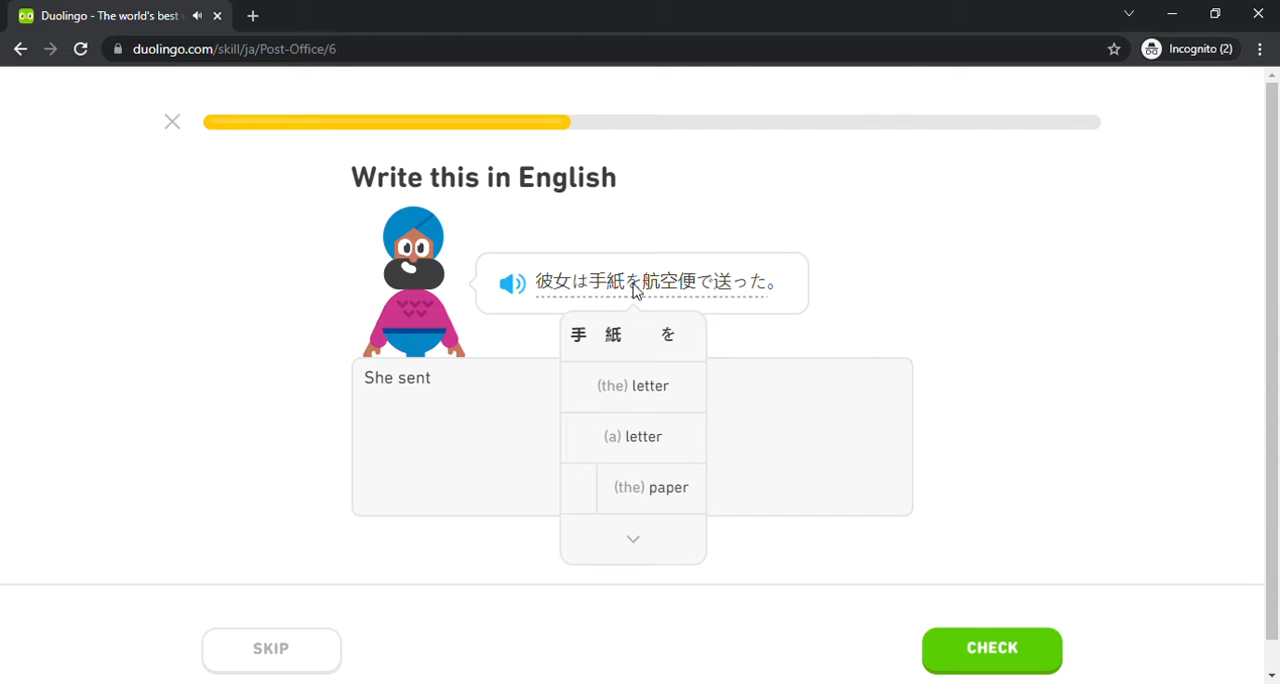 Duolingo - The world's best
duolingo.com/skill/ja/Post-Office/6
Incognito (2)
Write this in English
彼女は手紙を航空便で送った。
手 紙 を
(the) letter
(a) letter
(the) paper
She sent
SKIP
CHECK